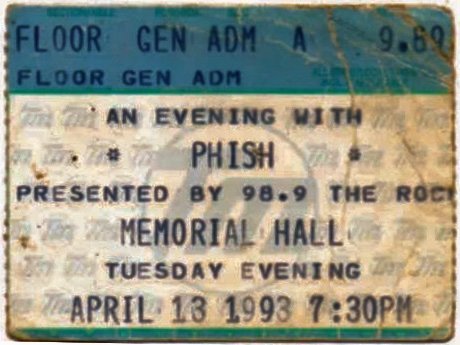 FLOOR GEN ADM A 9.89
FLOOR GEN ADM
AN EVENING WITH
* PHISH *
PRESENTED BY 98.9 THE ROC
MEMORIAL HALL
TUESDAY EVENING
APRIL 13 1993 7:30PM